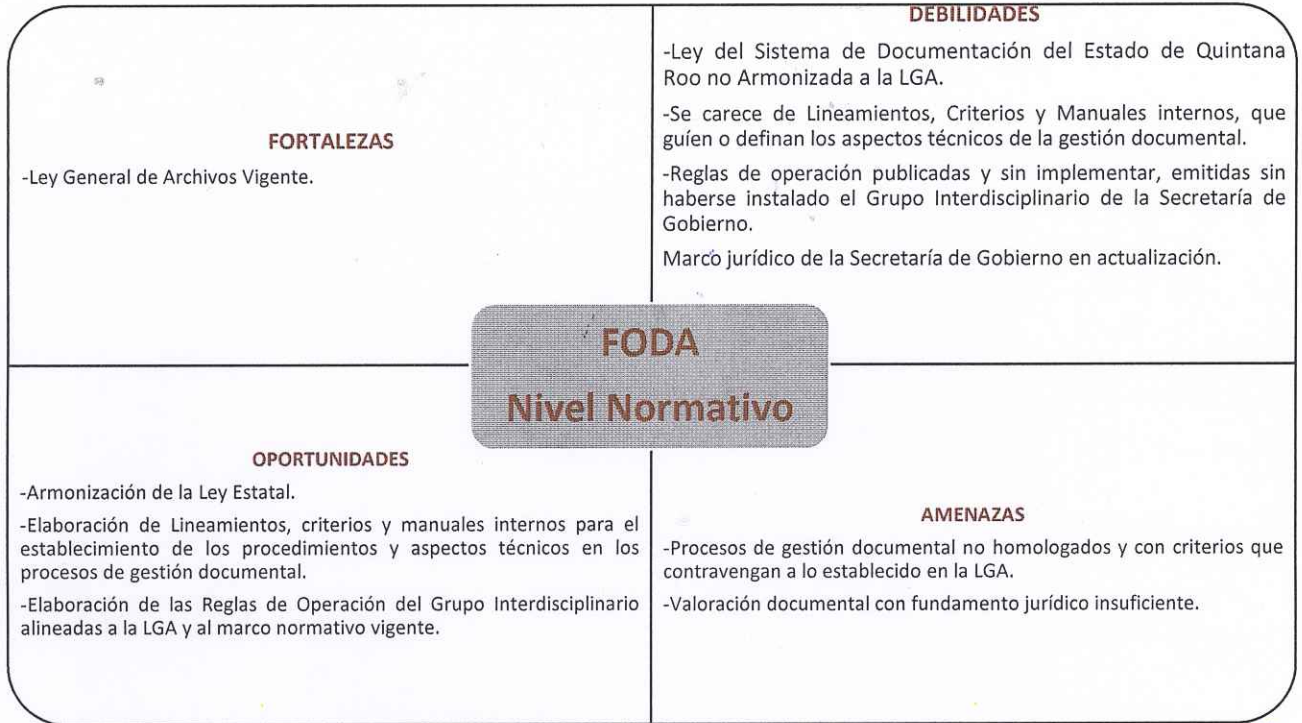 FORTALEZAS
-Ley General de Archivos Vigente.
DEBILIDADES
-Ley del Sistema de Documentación del Estado de Quintana
Roo no Armonizada a la LGA.
-Se carece de Lineamientos, Criterios y Manuales internos, que
guíen o definan los aspectos técnicos de la gestión documental.
-Reglas de operación publicadas y sin implementar, emitidas sin
haberse instalado el Grupo Interdisciplinario de la Secretaría de
Gobierno.
Marco jurídico de la Secretaría de Gobierno en actualización.
FODA
Nivel Normativo
OPORTUNIDADES
-Armonización de la Ley Estatal.
-Elaboración de Lineamientos, criterios y manuales internos para el
establecimiento de los procedimientos y aspectos técnicos en los
procesos de gestión documental.
-Elaboración de las Reglas de Operación del Grupo Interdisciplinario
alineadas a la LGA y al marco normativo vigente.
AMENAZAS
-Procesos de gestión documental no homologados y con criterios que
contravengan a lo establecido en la LGA.
-Valoración documental con fundamento jurídico insuficiente.